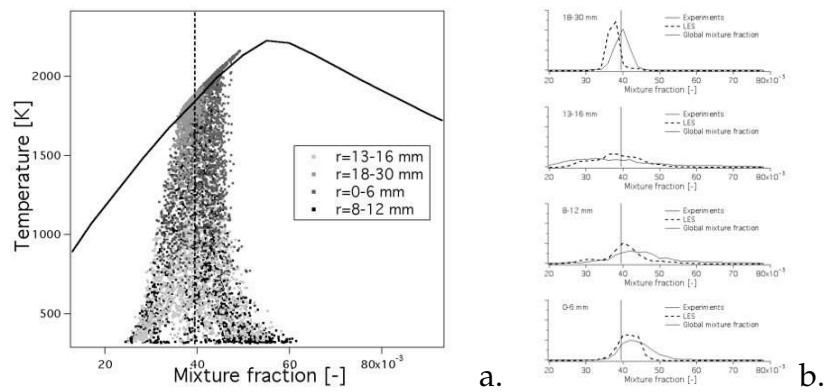 Temperature [K]
2000
1500
1000
500
r=13-16 mm
r=18-30 mm
r=0-6 mm
r=8-12 mm
20 40 60 80x10⁻³
Mixture fraction [-]
a.
18-30 mm
Experiments
LES
Global mixture fraction
20 30 40 50 60 70 80x10⁻³
Mixture fraction [-]
13-16 mm
Experiments
LES
Global mixture fraction
20 30 40 50 60 70 80x10⁻³
Mixture fraction [-]
8-12 mm
Experiments
LES
Global mixture fraction
20 30 40 50 60 70 80x10⁻³
Mixture fraction [-]
0-6 mm
Experiments
LES
Global mixture fraction
20 30 40 50 60 70 80x10⁻³
Mixture fraction [-]
b.